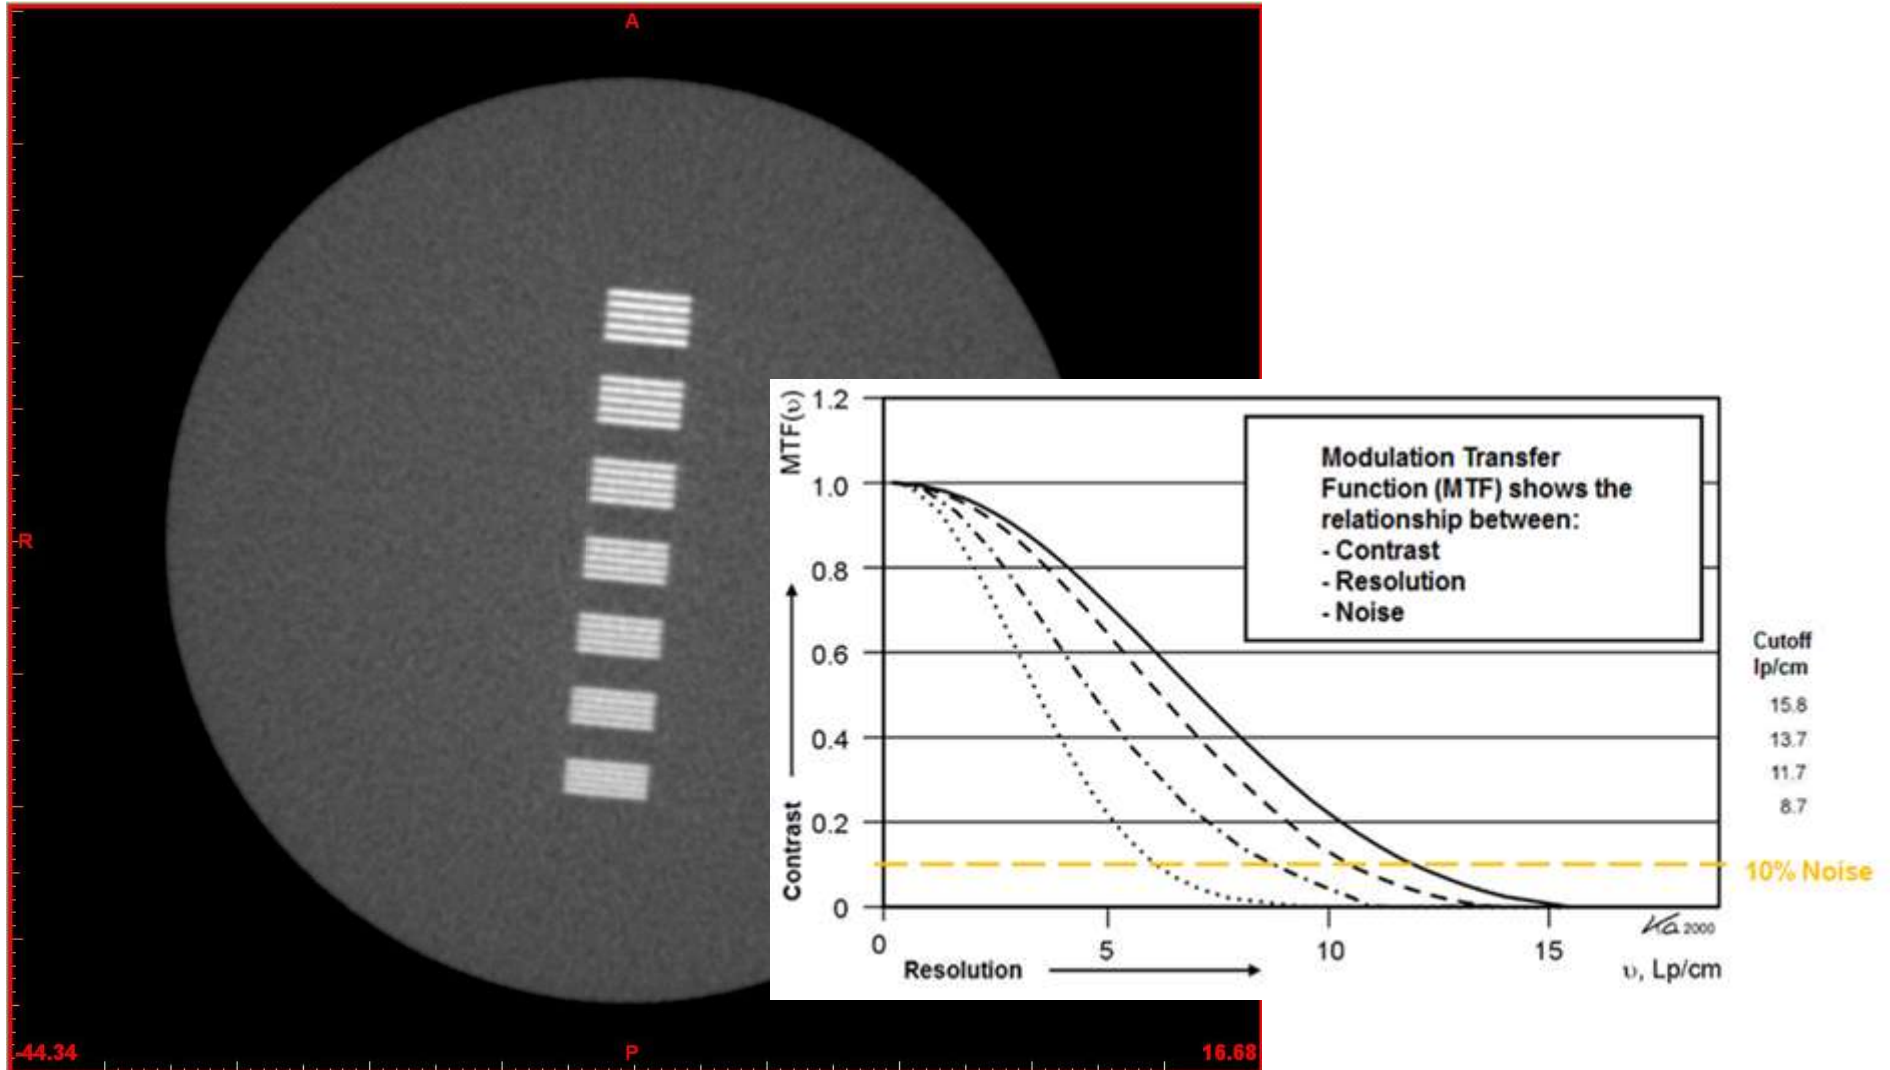 A
R
-44.34
P
16.68
MTF(υ)
1.2
1.0
0.8
0.6
0.4
0.2
0
Contrast
Modulation Transfer
Function (MTF) shows the
relationship between:
- Contrast
- Resolution
- Noise
Cutoff
lp/cm
15.8
13.7
11.7
8.7
10% Noise
0
5
10
15
2000
Resolution
υ, Lp/cm